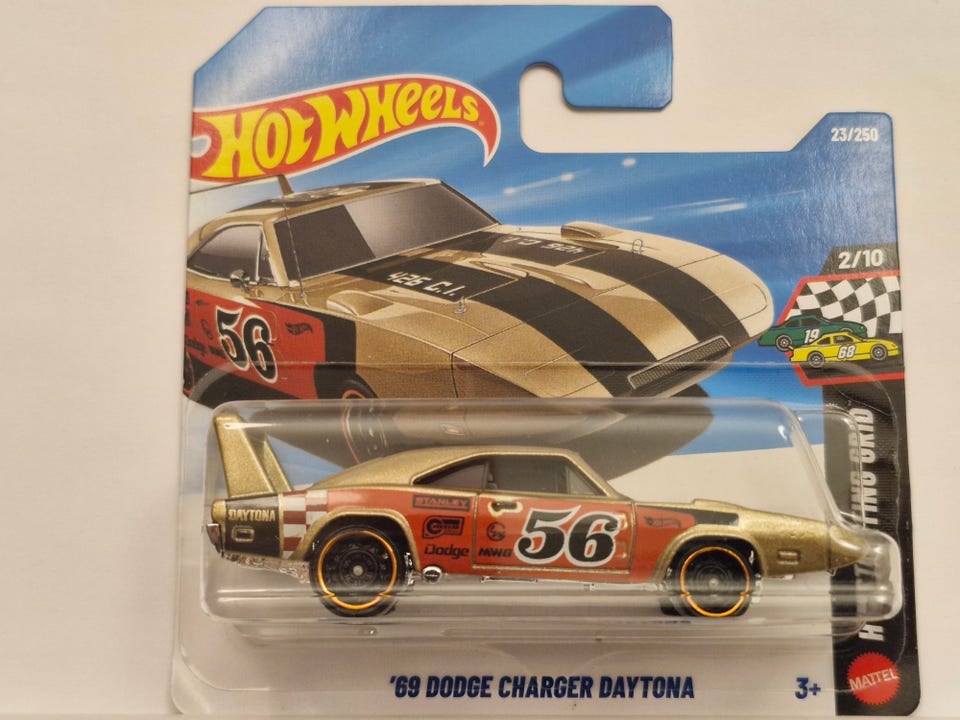 HOT WHEELS
23/250
2/10
19
68
426 C.I.
426 C.I.
56
DAYTONA
STANLEY
Dodge
MWG
56
'69 DODGE CHARGER DAYTONA
3+
MATTEL